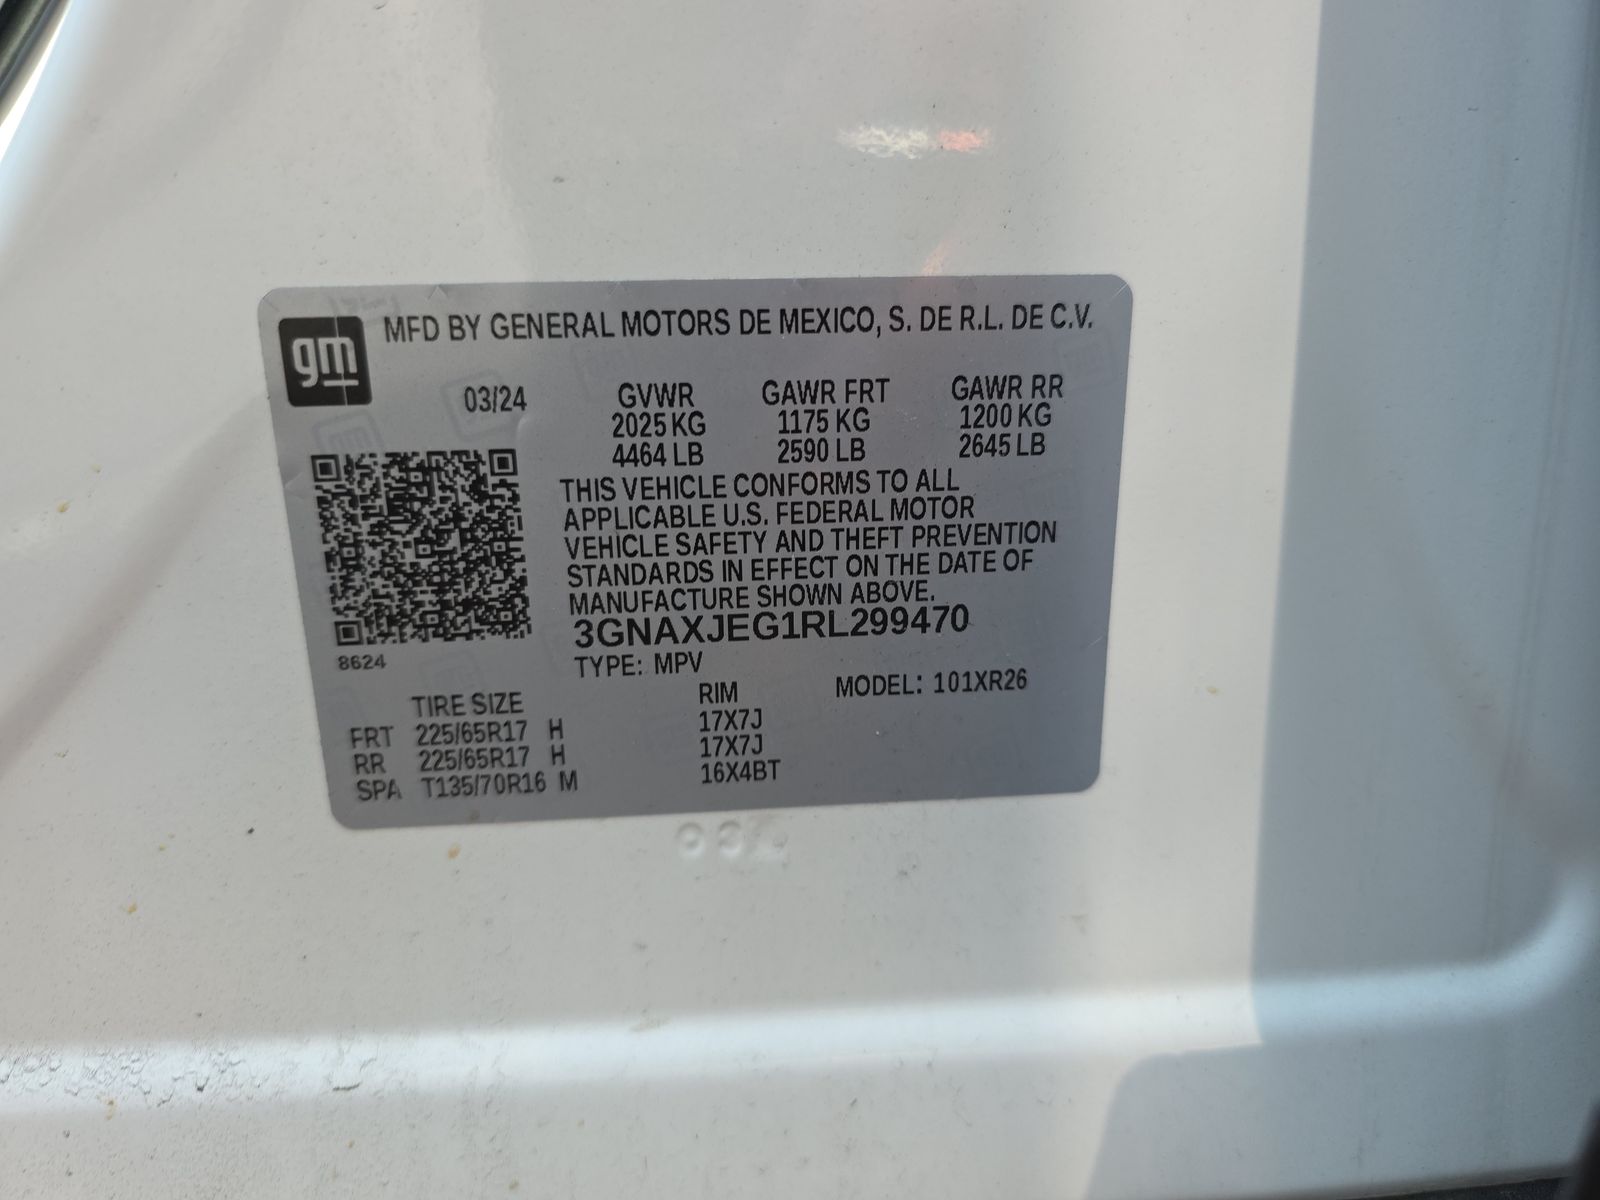 gm
MFD BY GENERAL MOTORS DE MEXICO, S. DE R.L. DE C.V.
03/24 GVWR GAWR FRT GAWR RR
2025 KG 1175 KG 1200 KG
4464 LB 2590 LB 2645 LB
THIS VEHICLE CONFORMS TO ALL
APPLICABLE U.S. FEDERAL MOTOR
VEHICLE SAFETY AND THEFT PREVENTION
STANDARDS IN EFFECT ON THE DATE OF
MANUFACTURE SHOWN ABOVE.
3GNAXJEG1RL299470
8624
TYPE: MPV
TIRE SIZE RIM MODEL: 101XR26
FRT 225/65R17 H 17X7J
RR 225/65R17 H 17X7J
SPA T135/70R16 M 16X4BT